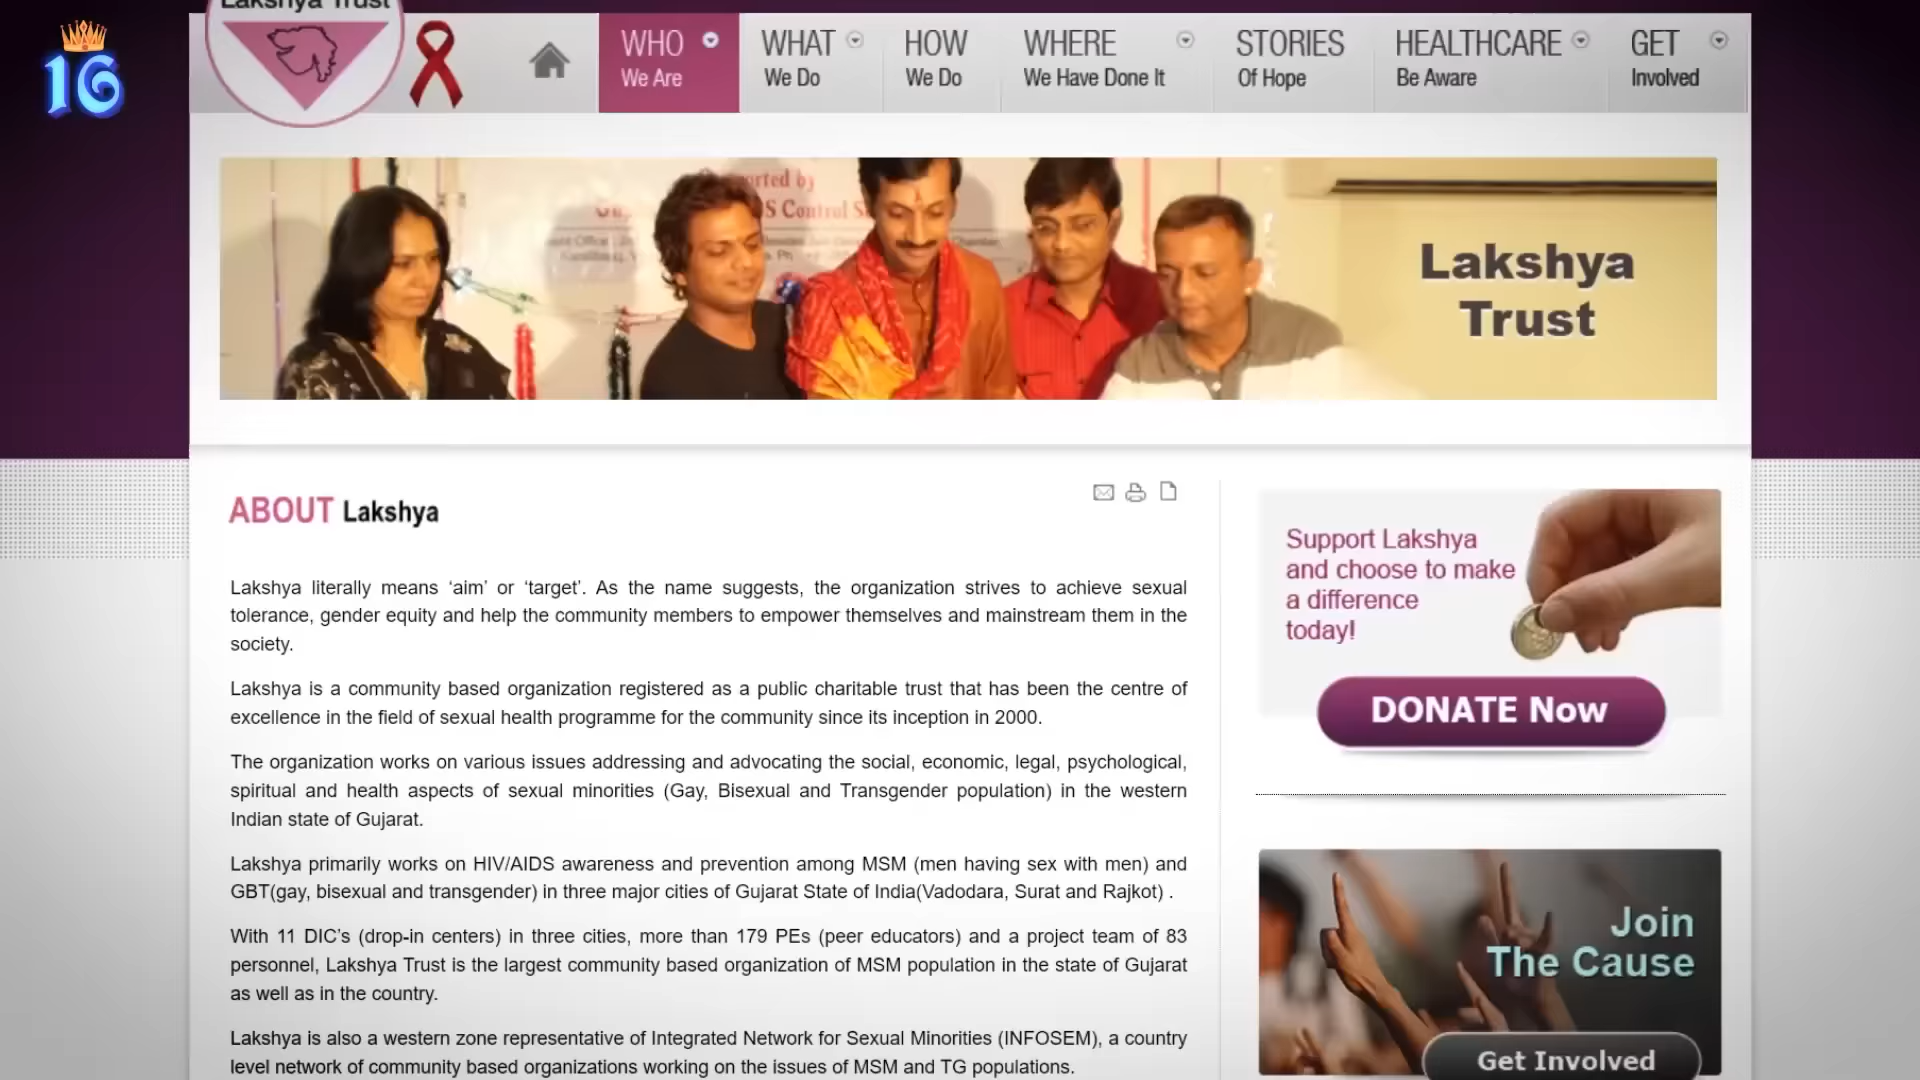 Lakshya Trust
16
WHO
We Are
WHAT
We Do
HOW
We Do
WHERE
We Have Done It
STORIES
Of Hope
HEALTHCARE
Be Aware
GET
Involved
orted by
S Control S
Lakshya
Trust
ABOUT Lakshya
Lakshya literally means ‘aim’ or ‘target’. As the name suggests, the organization strives to achieve sexual
tolerance, gender equity and help the community members to empower themselves and mainstream them in the
society.
Lakshya is a community based organization registered as a public charitable trust that has been the centre of
excellence in the field of sexual health programme for the community since its inception in 2000.
The organization works on various issues addressing and advocating the social, economic, legal, psychological,
spiritual and health aspects of sexual minorities (Gay, Bisexual and Transgender population) in the western
Indian state of Gujarat.
Lakshya primarily works on HIV/AIDS awareness and prevention among MSM (men having sex with men) and
GBT(gay, bisexual and transgender) in three major cities of Gujarat State of India(Vadodara, Surat and Rajkot) .
With 11 DIC’s (drop-in centers) in three cities, more than 179 PEs (peer educators) and a project team of 83
personnel, Lakshya Trust is the largest community based organization of MSM population in the state of Gujarat
as well as in the country.
Lakshya is also a western zone representative of Integrated Network for Sexual Minorities (INFOSEM), a country
level network of community based organizations working on the issues of MSM and TG populations.
Support Lakshya
and choose to make
a difference
today!
DONATE Now
Join
The Cause
Get Involved